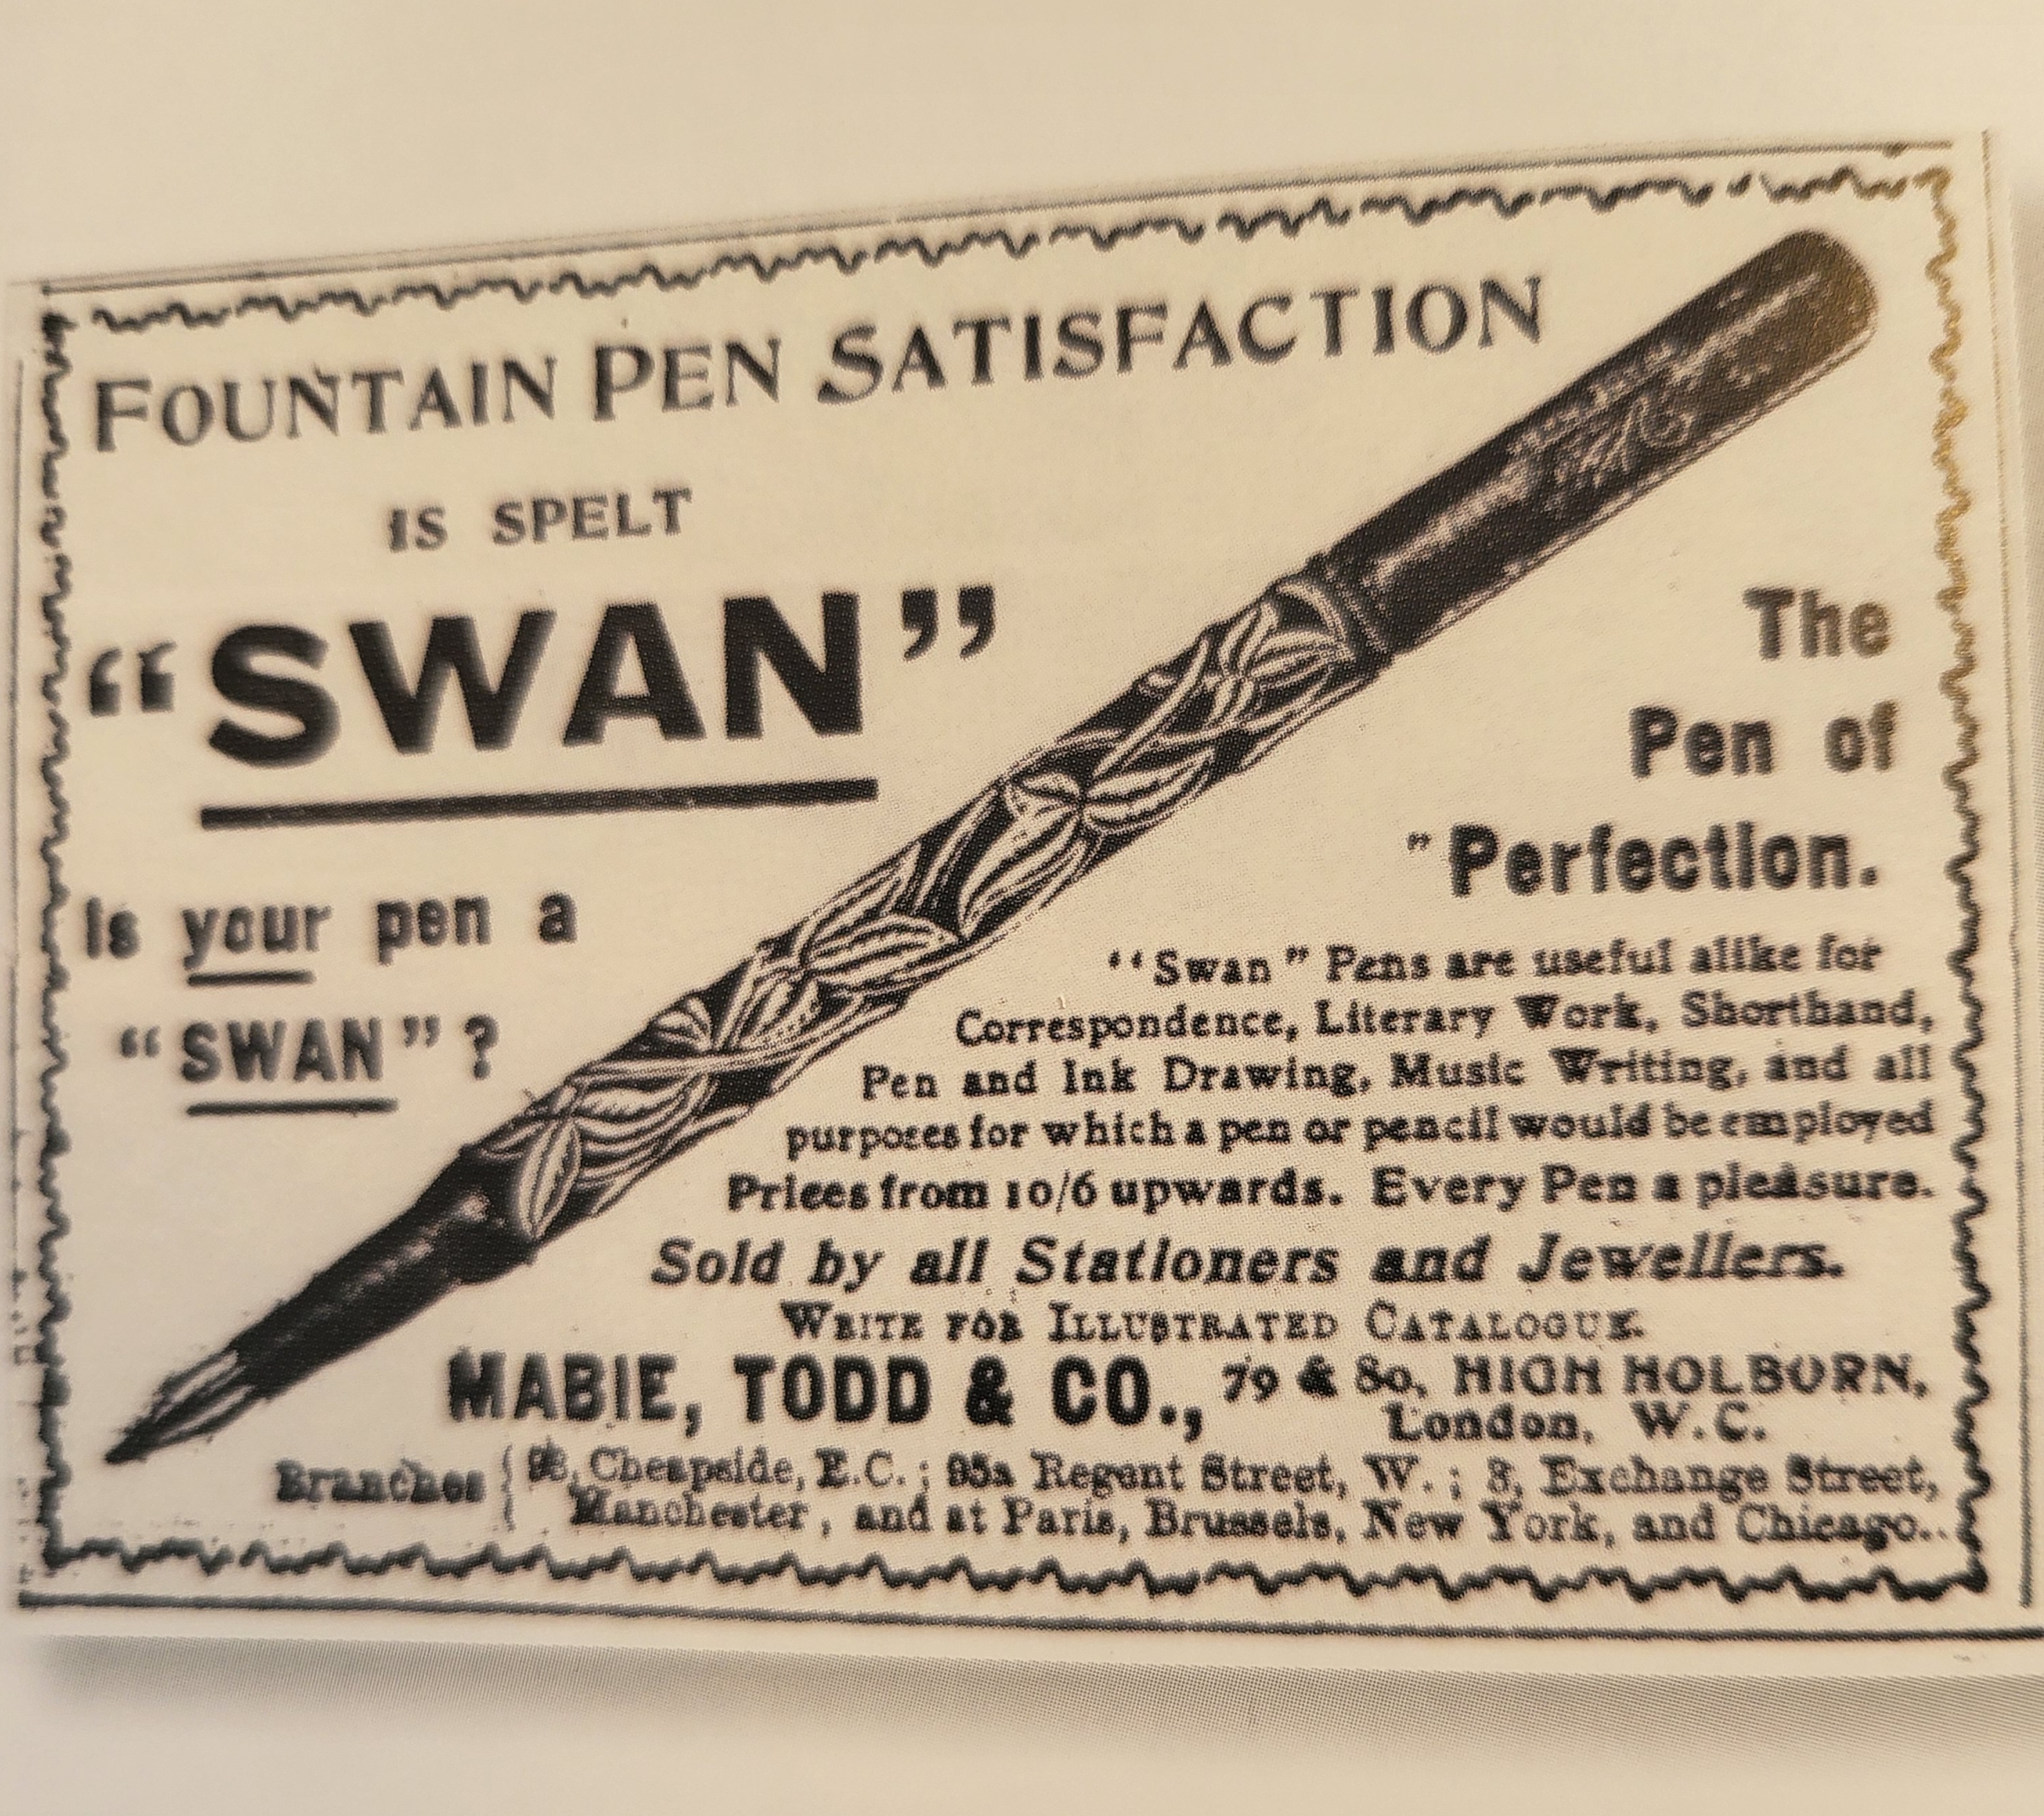 FOUNTAIN PEN SATISFACTION
IS SPELT
“SWAN”
Is your pen a
“SWAN”?
The
Pen of
”Perfection.
“Swan” Pens are useful alike for
Correspondence, Literary Work, Shorthand,
Pen and Ink Drawing, Music Writing, and all
purposes for which a pen or pencil would be employed
Prices from 10/6 upwards. Every Pen a pleasure.
Sold by all Stationers and Jewellers.
WRITE FOR ILLUSTRATED CATALOGUE.
MABIE, TODD & CO., 79 & 80, HIGH HOLBORN,
London, W.C.
Branches { Cheapside, E.C.; 95a Regent Street, W.; 3, Exchange Street,
Manchester, and at Paris, Brussels, New York, and Chicago..